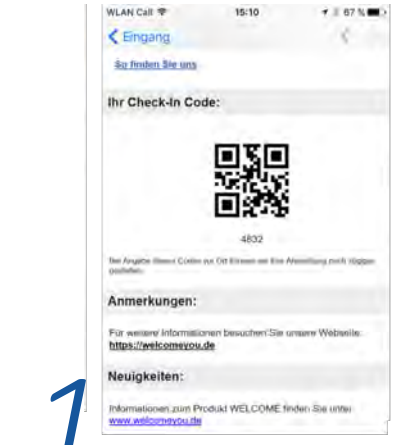 WLAN Call 15:10 67 %
Eingang
So finden Sie uns
Ihr Check-In Code:
4832
Anmerkungen:
Für weitere Informationen besuchen Sie unsere Webseite:
https://welcomeyou.de
Neuigkeiten:
1
Informationen zum Produkt WELCOME finden Sie unter
www.welcomeyou.de